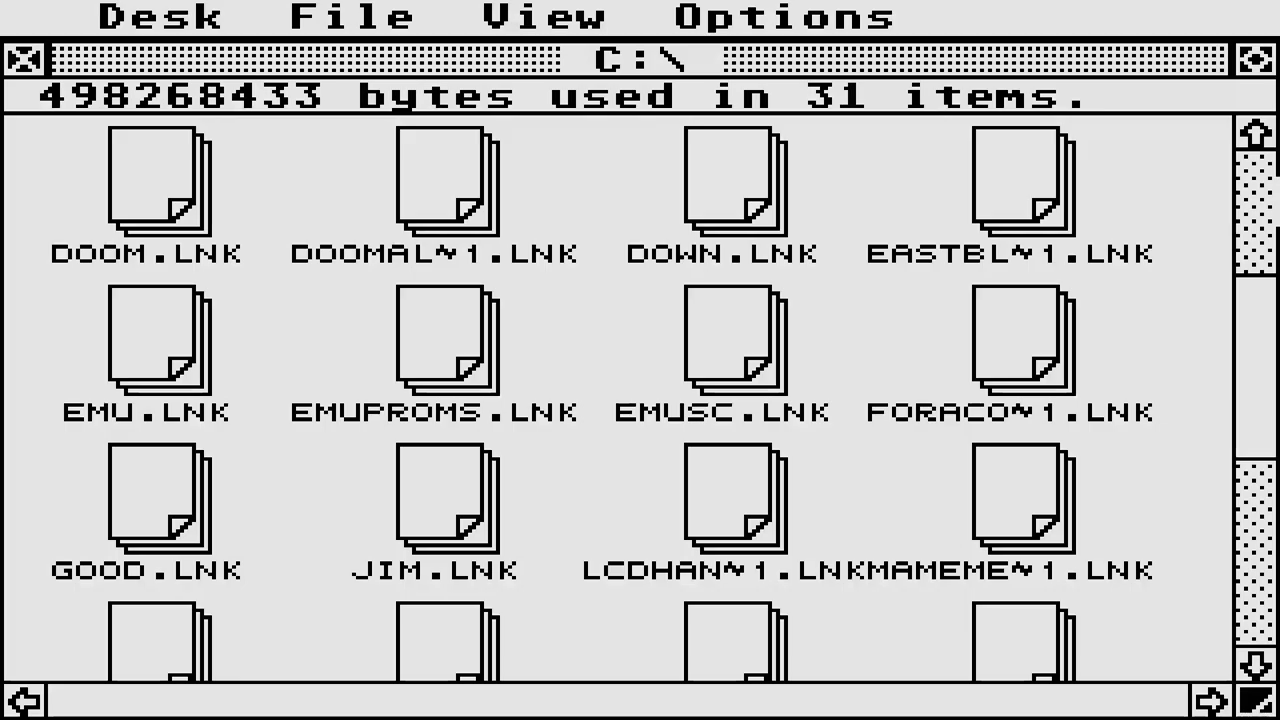 Desk File View Options
C:\
498268433 bytes used in 31 items.
DOOM.LNK DOOMAL~1.LNK DOWN.LNK EASTBL~1.LNK
EMU.LNK EMUPROMS.LNK EMUSC.LNK FORACO~1.LNK
GOOD.LNK JIM.LNK LCDHAN~1.LNK MAMEME~1.LNK